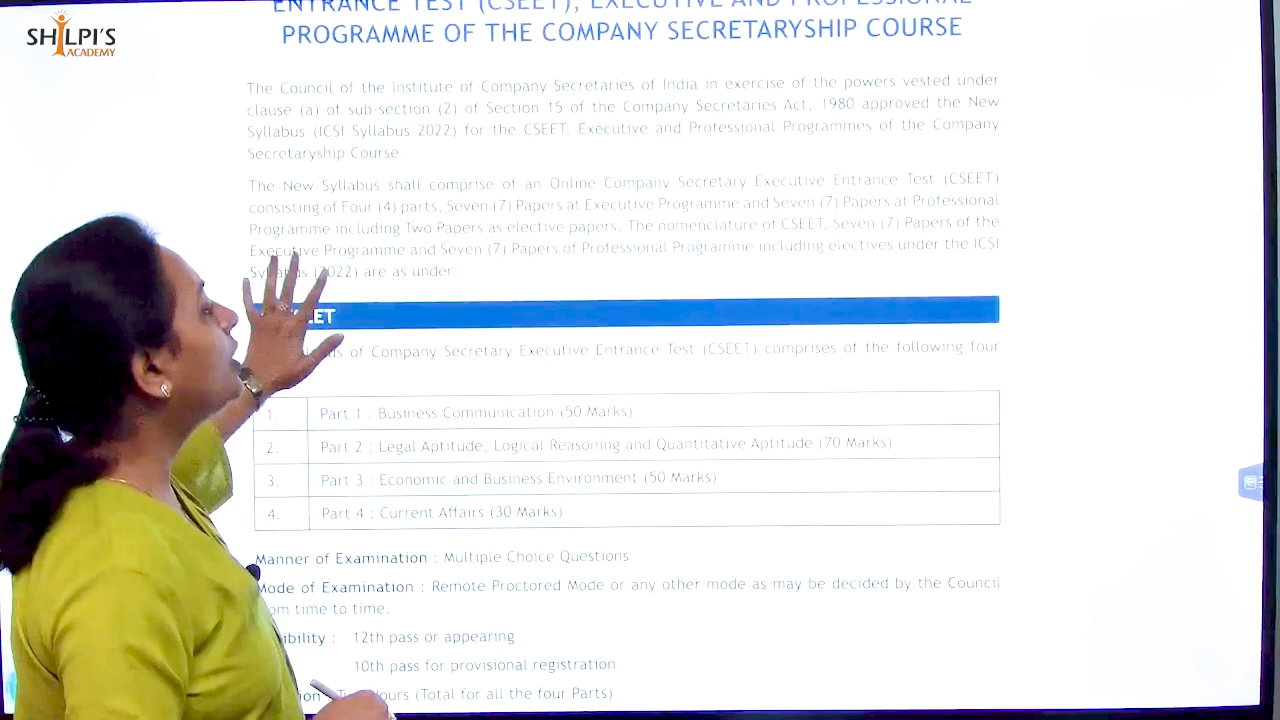 SHILPI'S
ACADEMY
ENTRANCE TEST (CSEET), EXECUTIVE AND PROFESSIONAL
PROGRAMME OF THE COMPANY SECRETARYSHIP COURSE
The Council of the Institute of Company Secretaries of India in exercise of the powers vested under
clause (a) of sub-section (2) of Section 15 of the Company Secretaries Act, 1980 approved the New
Syllabus (ICSI Syllabus 2022) for the CSEET, Executive and Professional Programmes of the Company
Secretaryship Course.
The New Syllabus shall comprise of an Online Company Secretary Executive Entrance Test (CSEET)
consisting of Four (4) parts, Seven (7) Papers at Executive Programme and Seven (7) Papers at Professional
Programme including Two Papers as elective papers. The nomenclature of CSEET, Seven (7) Papers of the
Executive Programme and Seven (7) Papers of Professional Programme including electives under the ICSI
Syllabus (2022) are as under:
of Company Secretary Executive Entrance Test (CSEET) comprises of the following four
1. Part 1 : Business Communication (50 Marks)
2. Part 2 : Legal Aptitude, Logical Reasoning and Quantitative Aptitude (70 Marks)
3. Part 3 : Economic and Business Environment (50 Marks)
4. Part 4 : Current Affairs (30 Marks)
Manner of Examination : Multiple Choice Questions
Mode of Examination : Remote Proctored Mode or any other mode as may be decided by the Council
time to time.
: 12th pass or appearing
10th pass for provisional registration
: Two Hours (Total for all the four Parts)